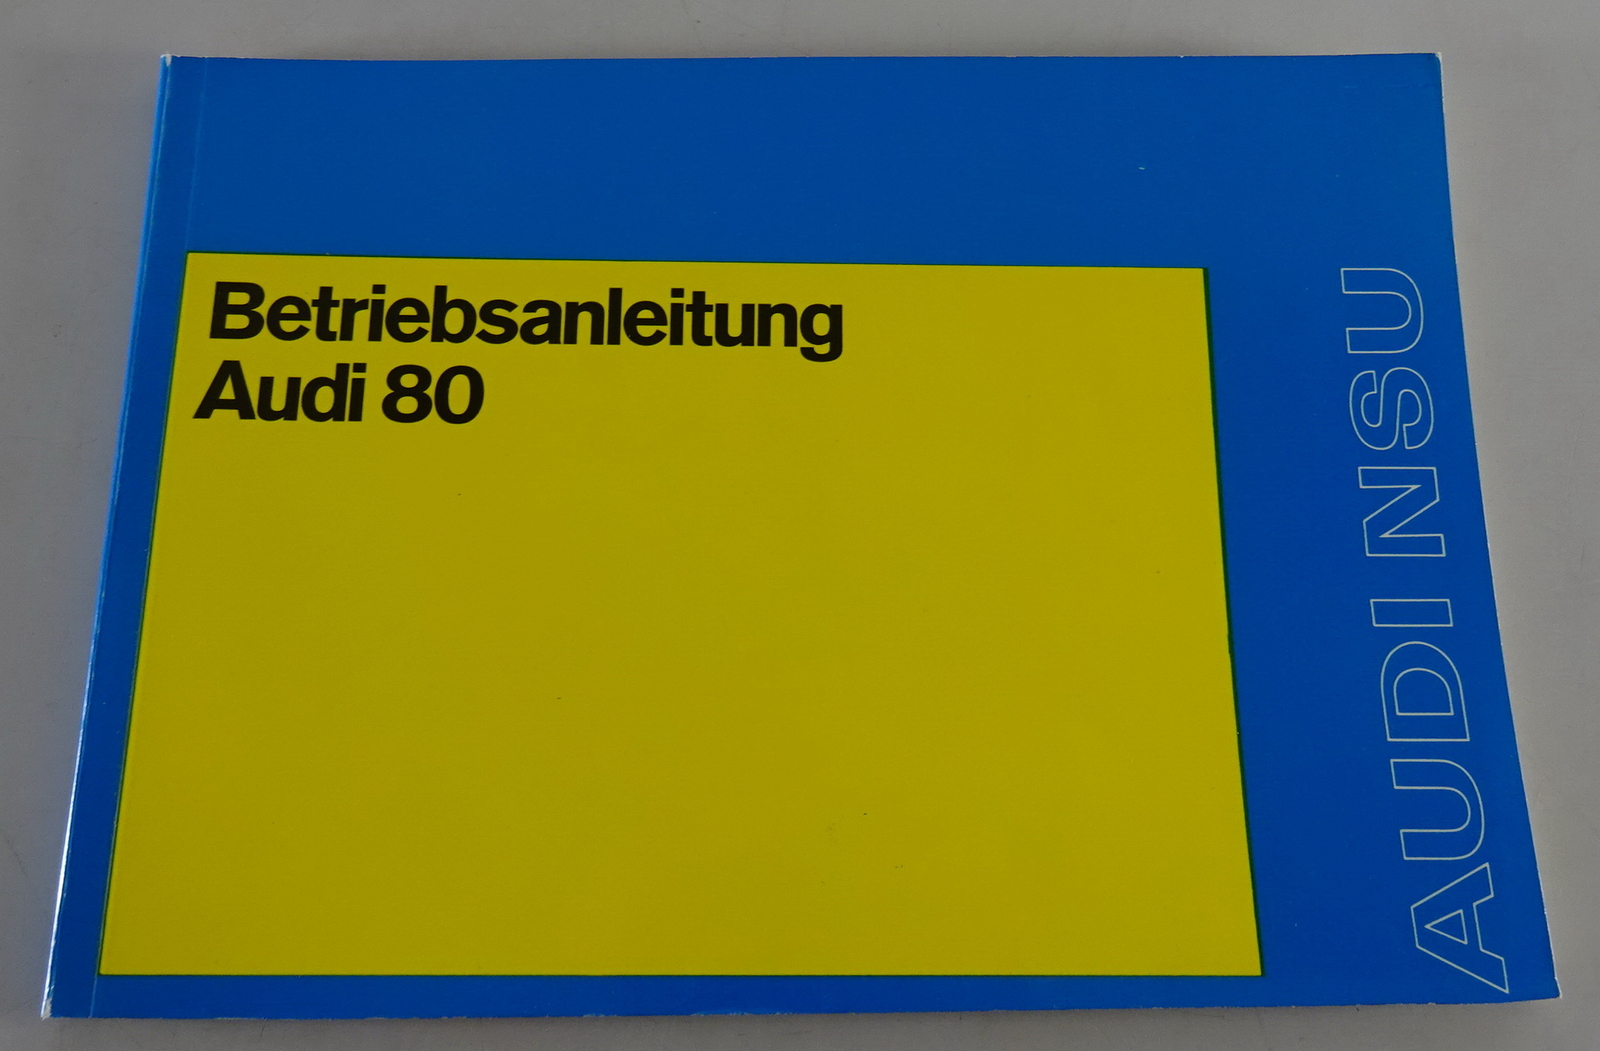 Betriebsanleitung
Audi 80
AUDI NSU